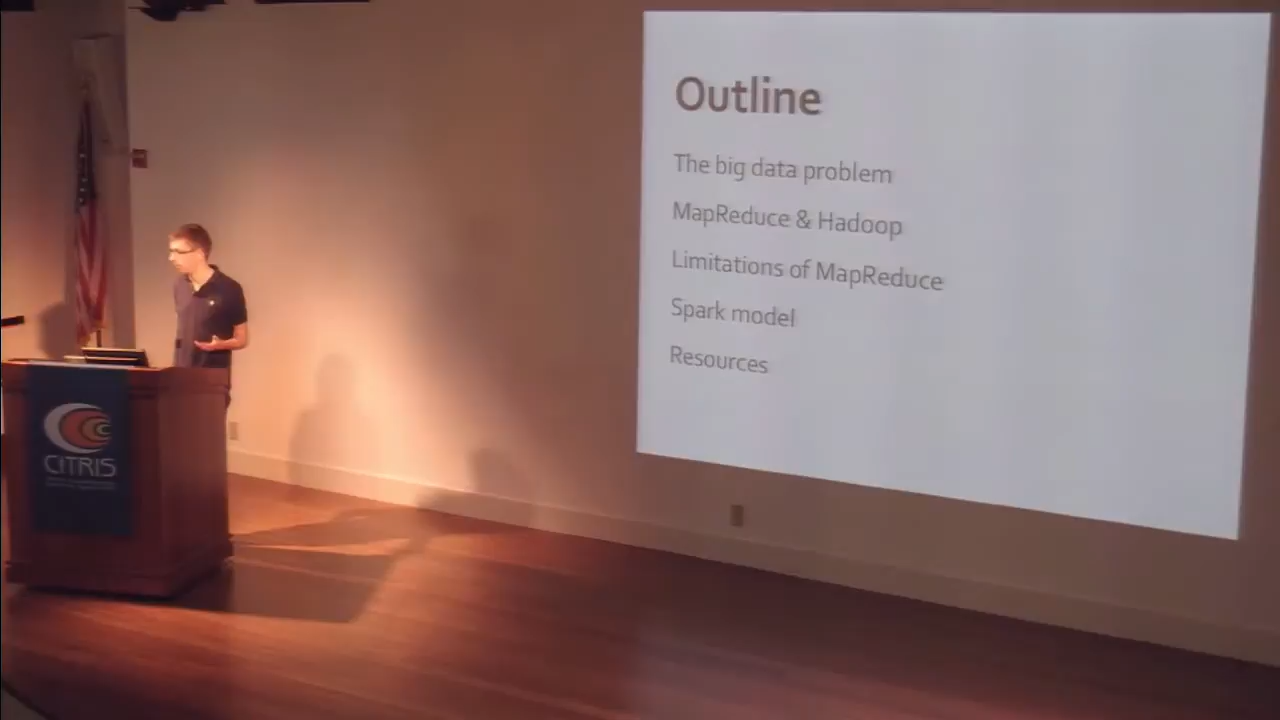 Outline
The big data problem
MapReduce & Hadoop
Limitations of MapReduce
Spark model
Resources
CiTRIS